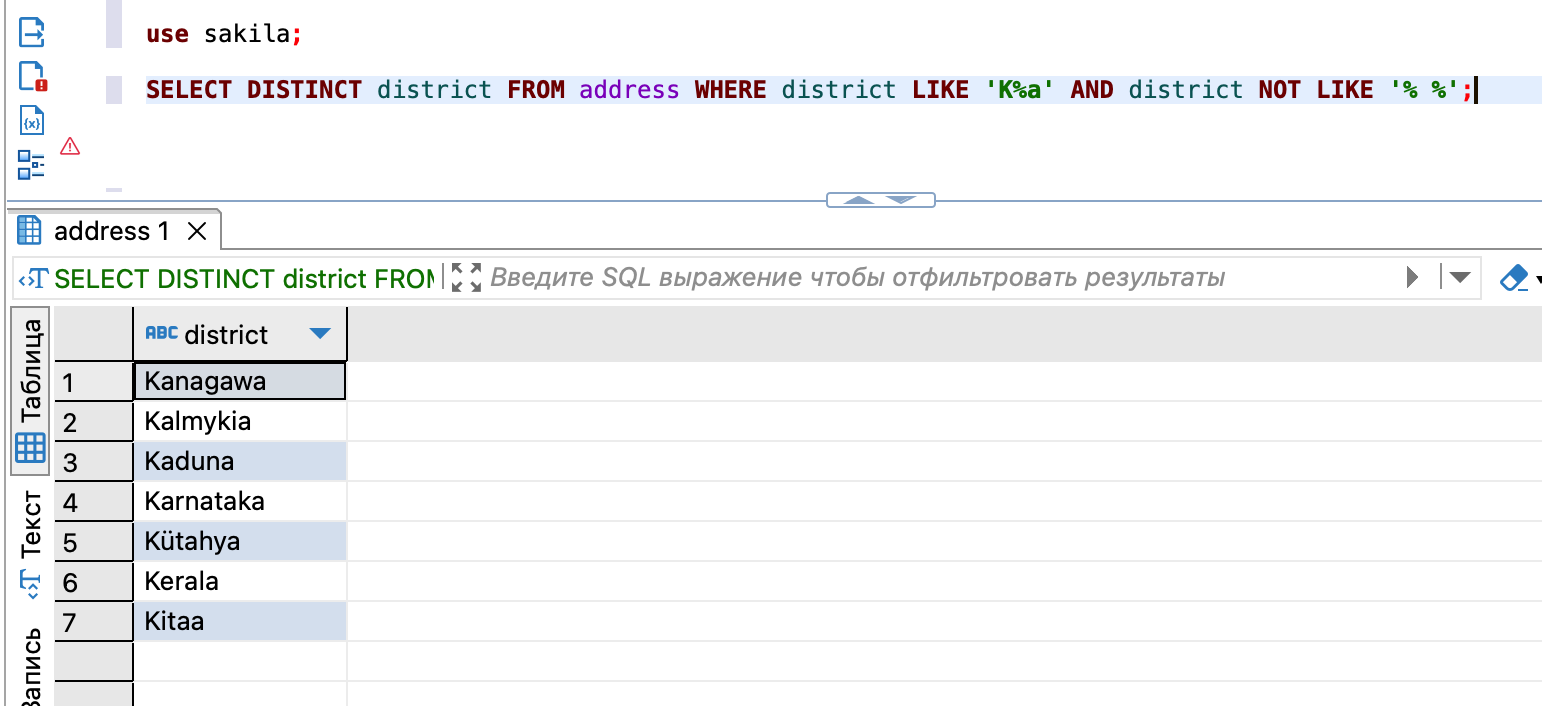 use sakila;
SELECT DISTINCT district FROM address WHERE district LIKE 'K%a' AND district NOT LIKE '% %';
address 1
SELECT DISTINCT district FROM
Введите SQL выражение чтобы отфильтровать результаты
Таблица
Текст
Запись
ABC district
1 Kanagawa
2 Kalmykia
3 Kaduna
4 Karnataka
5 Kütahya
6 Kerala
7 Kitaa